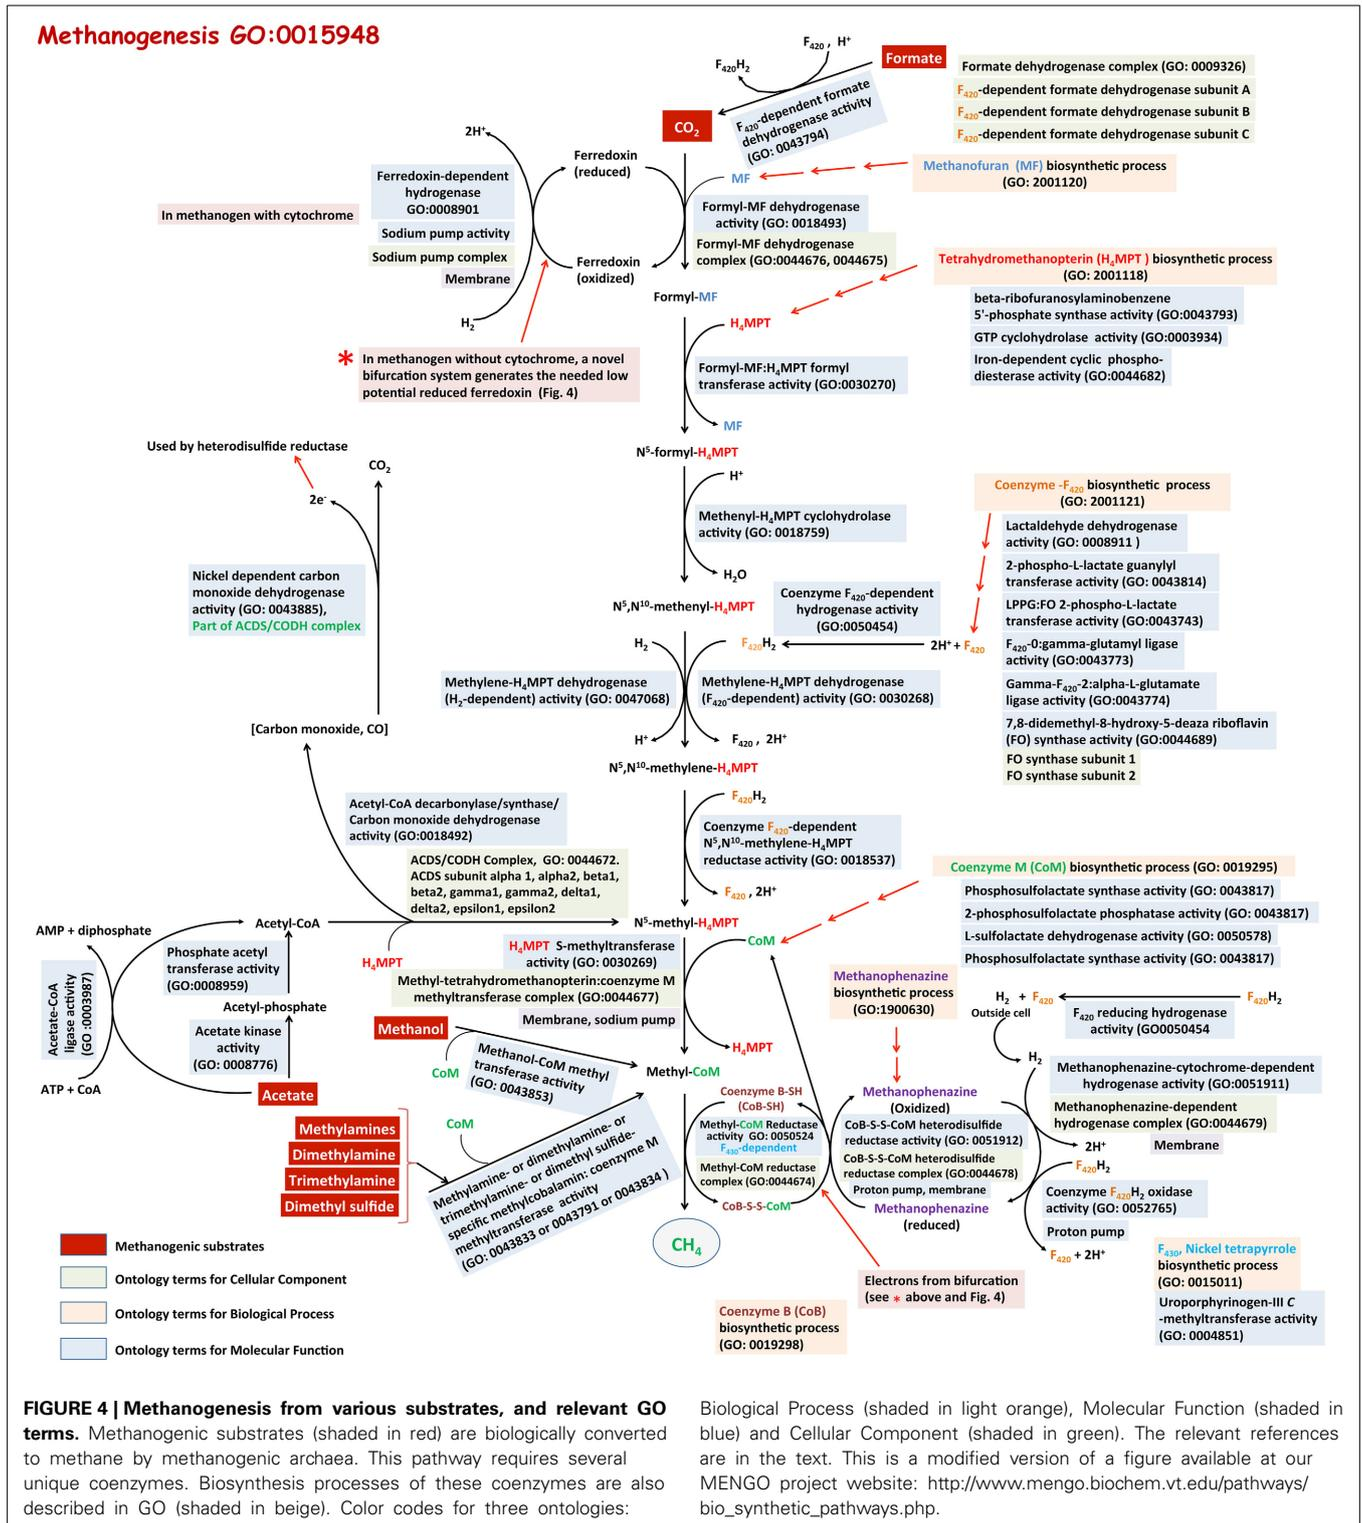 Methanogenesis GO:0015948
F420 , H+
F420H2
Formate
Formate dehydrogenase complex (GO: 0009326)
F420-dependent formate dehydrogenase subunit A
F420-dependent formate dehydrogenase subunit B
F420-dependent formate dehydrogenase subunit C
F420-dependent formate
dehydrogenase activity
(GO: 0043794)
CO2
2H+
Ferredoxin
(reduced)
MF
Methanofuran (MF) biosynthetic process
(GO: 2001120)
Ferredoxin-dependent
hydrogenase
GO:0008901
Sodium pump activity
Sodium pump complex
Membrane
In methanogen with cytochrome
Formyl-MF dehydrogenase
activity (GO: 0018493)
Formyl-MF dehydrogenase
complex (GO:0044676, 0044675)
Ferredoxin
(oxidized)
H2
Formyl-MF
Tetrahydromethanopterin (H4MPT ) biosynthetic process
(GO: 2001118)
beta-ribofuranosylaminobenzene
5'-phosphate synthase activity (GO:0043793)
GTP cyclohydrolase activity (GO:0003934)
Iron-dependent cyclic phospho-
diesterase activity (GO:0044682)
H4MPT
* In methanogen without cytochrome, a novel
bifurcation system generates the needed low
potential reduced ferredoxin (Fig. 4)
Formyl-MF:H4MPT formyl
transferase activity (GO:0030270)
MF
N5-formyl-H4MPT
Used by heterodisulfide reductase
CO2
2e-
H+
Methenyl-H4MPT cyclohydrolase
activity (GO: 0018759)
H2O
Coenzyme -F420 biosynthetic process
(GO: 2001121)
Lactaldehyde dehydrogenase
activity (GO: 0008911 )
2-phospho-L-lactate guanylyl
transferase activity (GO: 0043814)
LPPG:FO 2-phospho-L-lactate
transferase activity (GO:0043743)
F420-0:gamma-glutamyl ligase
activity (GO:0043773)
Gamma-F420-2:alpha-L-glutamate
ligase activity (GO:0043774)
7,8-didemethyl-8-hydroxy-5-deaza riboflavin
(FO) synthase activity (GO:0044689)
FO synthase subunit 1
FO synthase subunit 2
Nickel dependent carbon
monoxide dehydrogenase
activity (GO: 0043885),
Part of ACDS/CODH complex
N5,N10-methenyl-H4MPT
Coenzyme F420-dependent
hydrogenase activity
(GO:0050454)
H2
F420H2
2H+ + F420
Methylene-H4MPT dehydrogenase
(H2-dependent) activity (GO: 0047068)
Methylene-H4MPT dehydrogenase
(F420-dependent) activity (GO: 0030268)
H+
F420 , 2H+
[Carbon monoxide, CO]
N5,N10-methylene-H4MPT
F420H2
Coenzyme F420-dependent
N5,N10-methylene-H4MPT
reductase activity (GO: 0018537)
F420 , 2H+
Acetyl-CoA decarbonylase/synthase/
Carbon monoxide dehydrogenase
activity (GO:0018492)
ACDS/CODH Complex, GO: 0044672.
ACDS subunit alpha 1, alpha2, beta1,
beta2, gamma1, gamma2, delta1,
delta2, epsilon1, epsilon2
Coenzyme M (CoM) biosynthetic process (GO: 0019295)
Phosphosulfolactate synthase activity (GO: 0043817)
2-phosphosulfolactate phosphatase activity (GO: 0043817)
L-sulfolactate dehydrogenase activity (GO: 0050578)
Phosphosulfolactate synthase activity (GO: 0043817)
AMP + diphosphate
Acetyl-CoA
N5-methyl-H4MPT
H4MPT
CoM
Phosphate acetyl
transferase activity
(GO:0008959)
Acetate-CoA
ligase activity
(GO :0003987)
Acetyl-phosphate
Acetate kinase
activity
(GO: 0008776)
ATP + CoA
Acetate
H4MPT S-methyltransferase
activity (GO: 0030269)
Methyl-tetrahydromethanopterin:coenzyme M
methyltransferase complex (GO:0044677)
Membrane, sodium pump
Methanol
CoM
Methanol-CoM methyl
transferase activity
(GO: 0043853)
H4MPT
Methyl-CoM
Methanophenazine
biosynthetic process
(GO:1900630)
H2 + F420
Outside cell
F420H2
F420 reducing hydrogenase
activity (GO0050454
H2
Methanophenazine-cytochrome-dependent
hydrogenase activity (GO:0051911)
Methanophenazine-dependent
hydrogenase complex (GO:0044679)
Membrane
2H+
F420H2
Coenzyme F420H2 oxidase
activity (GO: 0052765)
Proton pump
F420 + 2H+
Methylamines
Dimethylamine
Trimethylamine
Dimethyl sulfide
CoM
Methylamine- or dimethylamine- or
trimethylamine- or dimethyl sulfide-
specific methylcobalamin: coenzyme M
methyltransferase activity
(GO: 0043833 or 0043791 or 0043834 )
Coenzyme B-SH
(CoB-SH)
Methyl-CoM Reductase
activity GO: 0050524
F430-dependent
Methyl-CoM reductase
complex (GO:0044674)
CoB-S-S-CoM
Methanophenazine
(Oxidized)
CoB-S-S-CoM heterodisulfide
reductase activity (GO: 0051912)
CoB-S-S-CoM heterodisulfide
reductase complex (GO:0044678)
Proton pump, membrane
Methanophenazine
(reduced)
CH4
Electrons from bifurcation
(see * above and Fig. 4)
Coenzyme B (CoB)
biosynthetic process
(GO: 0019298)
F430, Nickel tetapyrrole
biosynthetic process
(GO: 0015011)
Uroporphyrinogen-III C
-methyltransferase activity
(GO: 0004851)
Methanogenic substrates
Ontology terms for Cellular Component
Ontology terms for Biological Process
Ontology terms for Molecular Function
FIGURE 4 | Methanogenesis from various substrates, and relevant GO
terms. Methanogenic substrates (shaded in red) are biologically converted
to methane by methanogenic archaea. This pathway requires several
unique coenzymes. Biosynthesis processes of these coenzymes are also
described in GO (shaded in beige). Color codes for three ontologies:
Biological Process (shaded in light orange), Molecular Function (shaded in
blue) and Cellular Component (shaded in green). The relevant references
are in the text. This is a modified version of a figure available at our
MENGO project website: http://www.mengo.biochem.vt.edu/pathways/
bio_synthetic_pathways.php.